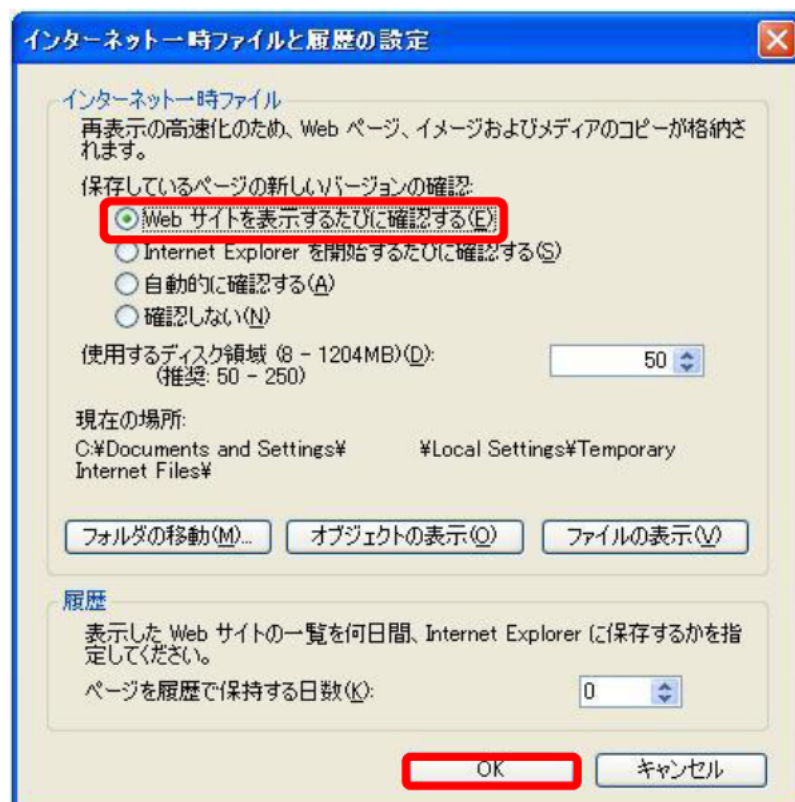 インターネット一時ファイルと履歴の設定
インターネット一時ファイル
再表示の高速化のため、Web ページ、イメージおよびメディアのコピーが格納さ
れます。
保存しているページの新しいバージョンの確認:
Web サイトを表示するたびに確認する(E)
Internet Explorer を開始するたびに確認する(S)
自動的に確認する(A)
確認しない(N)
使用するディスク領域 (8 - 1204MB)(D):
50
(推奨: 50 - 250)
現在の場所:
C:¥Documents and Settings¥ ¥Local Settings¥Temporary
Internet Files¥
フォルダの移動(M)... オブジェクトの表示(O) ファイルの表示(V)
履歴
表示した Web サイトの一覧を何日間、Internet Explorer に保存するかを指
定してください。
ページを履歴で保持する日数(K): 0
OK キャンセル